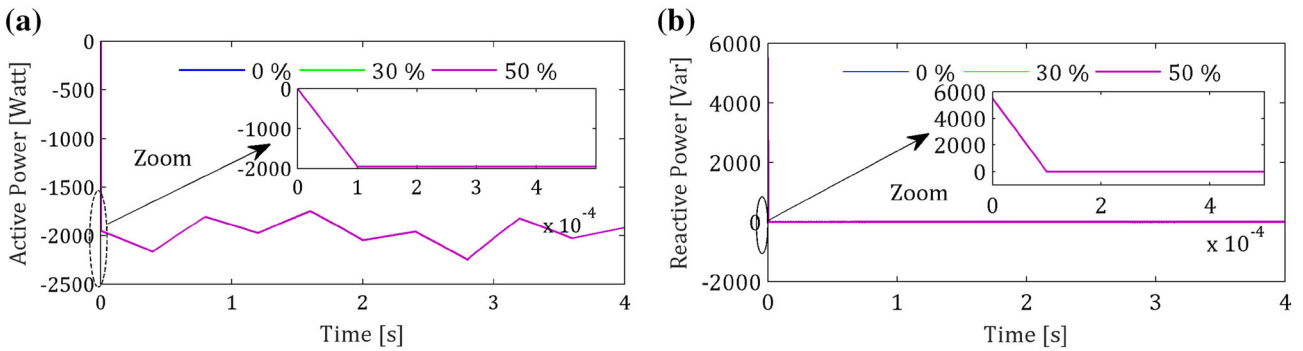 (a)
Active Power [Watt]
0
-500
-1000
-1500
-2000
-2500
0 % 30 % 50 %
Zoom
0
-1000
-2000
0 1 2 3 4
x 10-4
0 1 2 3 4
Time [s]
(b)
Reactive Power [Var]
6000
4000
2000
0
-2000
0 % 30 % 50 %
Zoom
6000
4000
2000
0
0 2 4
x 10-4
0 1 2 3 4
Time [s]